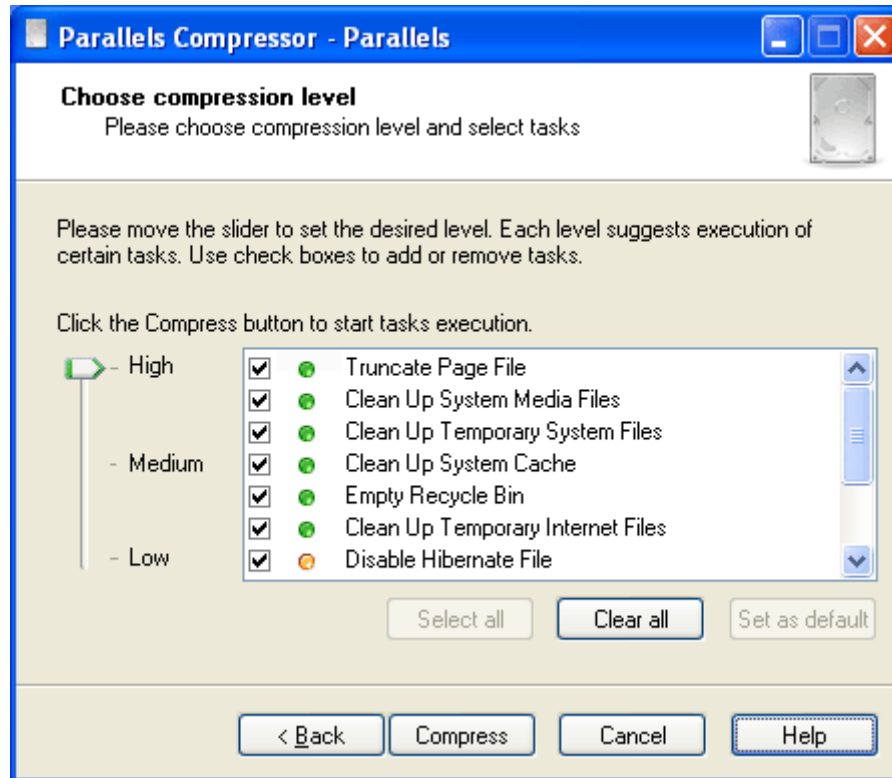 Parallels Compressor - Parallels
Choose compression level
Please choose compression level and select tasks
Please move the slider to set the desired level. Each level suggests execution of
certain tasks. Use check boxes to add or remove tasks.
Click the Compress button to start tasks execution.
High
Medium
Low
Truncate Page File
Clean Up System Media Files
Clean Up Temporary System Files
Clean Up System Cache
Empty Recycle Bin
Clean Up Temporary Internet Files
Disable Hibernate File
Select all Clear all Set as default
< Back Compress Cancel Help